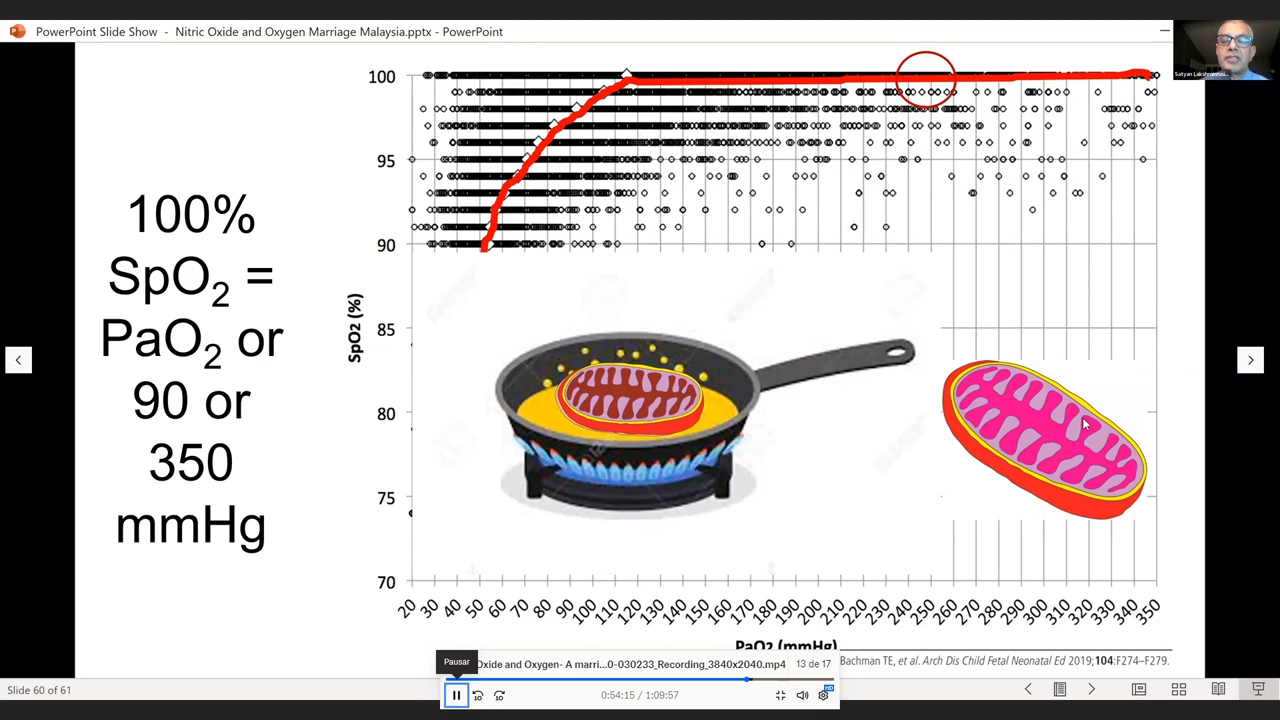 PowerPoint Slide Show - Nitric Oxide and Oxygen Marriage Malaysia.pptx - PowerPoint
100%
SpO₂ =
PaO₂ or
90 or
350
mmHg
SpO2 (%)
100
95
90
85
80
75
70
20 30 40 50 60 70 80 90 100 110 120 130 140 150 160 170 180 190 200 210 220 230 240 250 260 270 280 290 300 310 320 330 340 350
PaO2 (mmHg)
Bachman TE, et al. Arch Dis Child Fetal Neonatal Ed 2019;104:F274–F279.
Pausar
Oxide and Oxygen- A marri...0-030233_Recording_3840x2040.mp4
13 de 17
10
10
0:54:15 / 1:09:57
HD
Slide 60 of 61